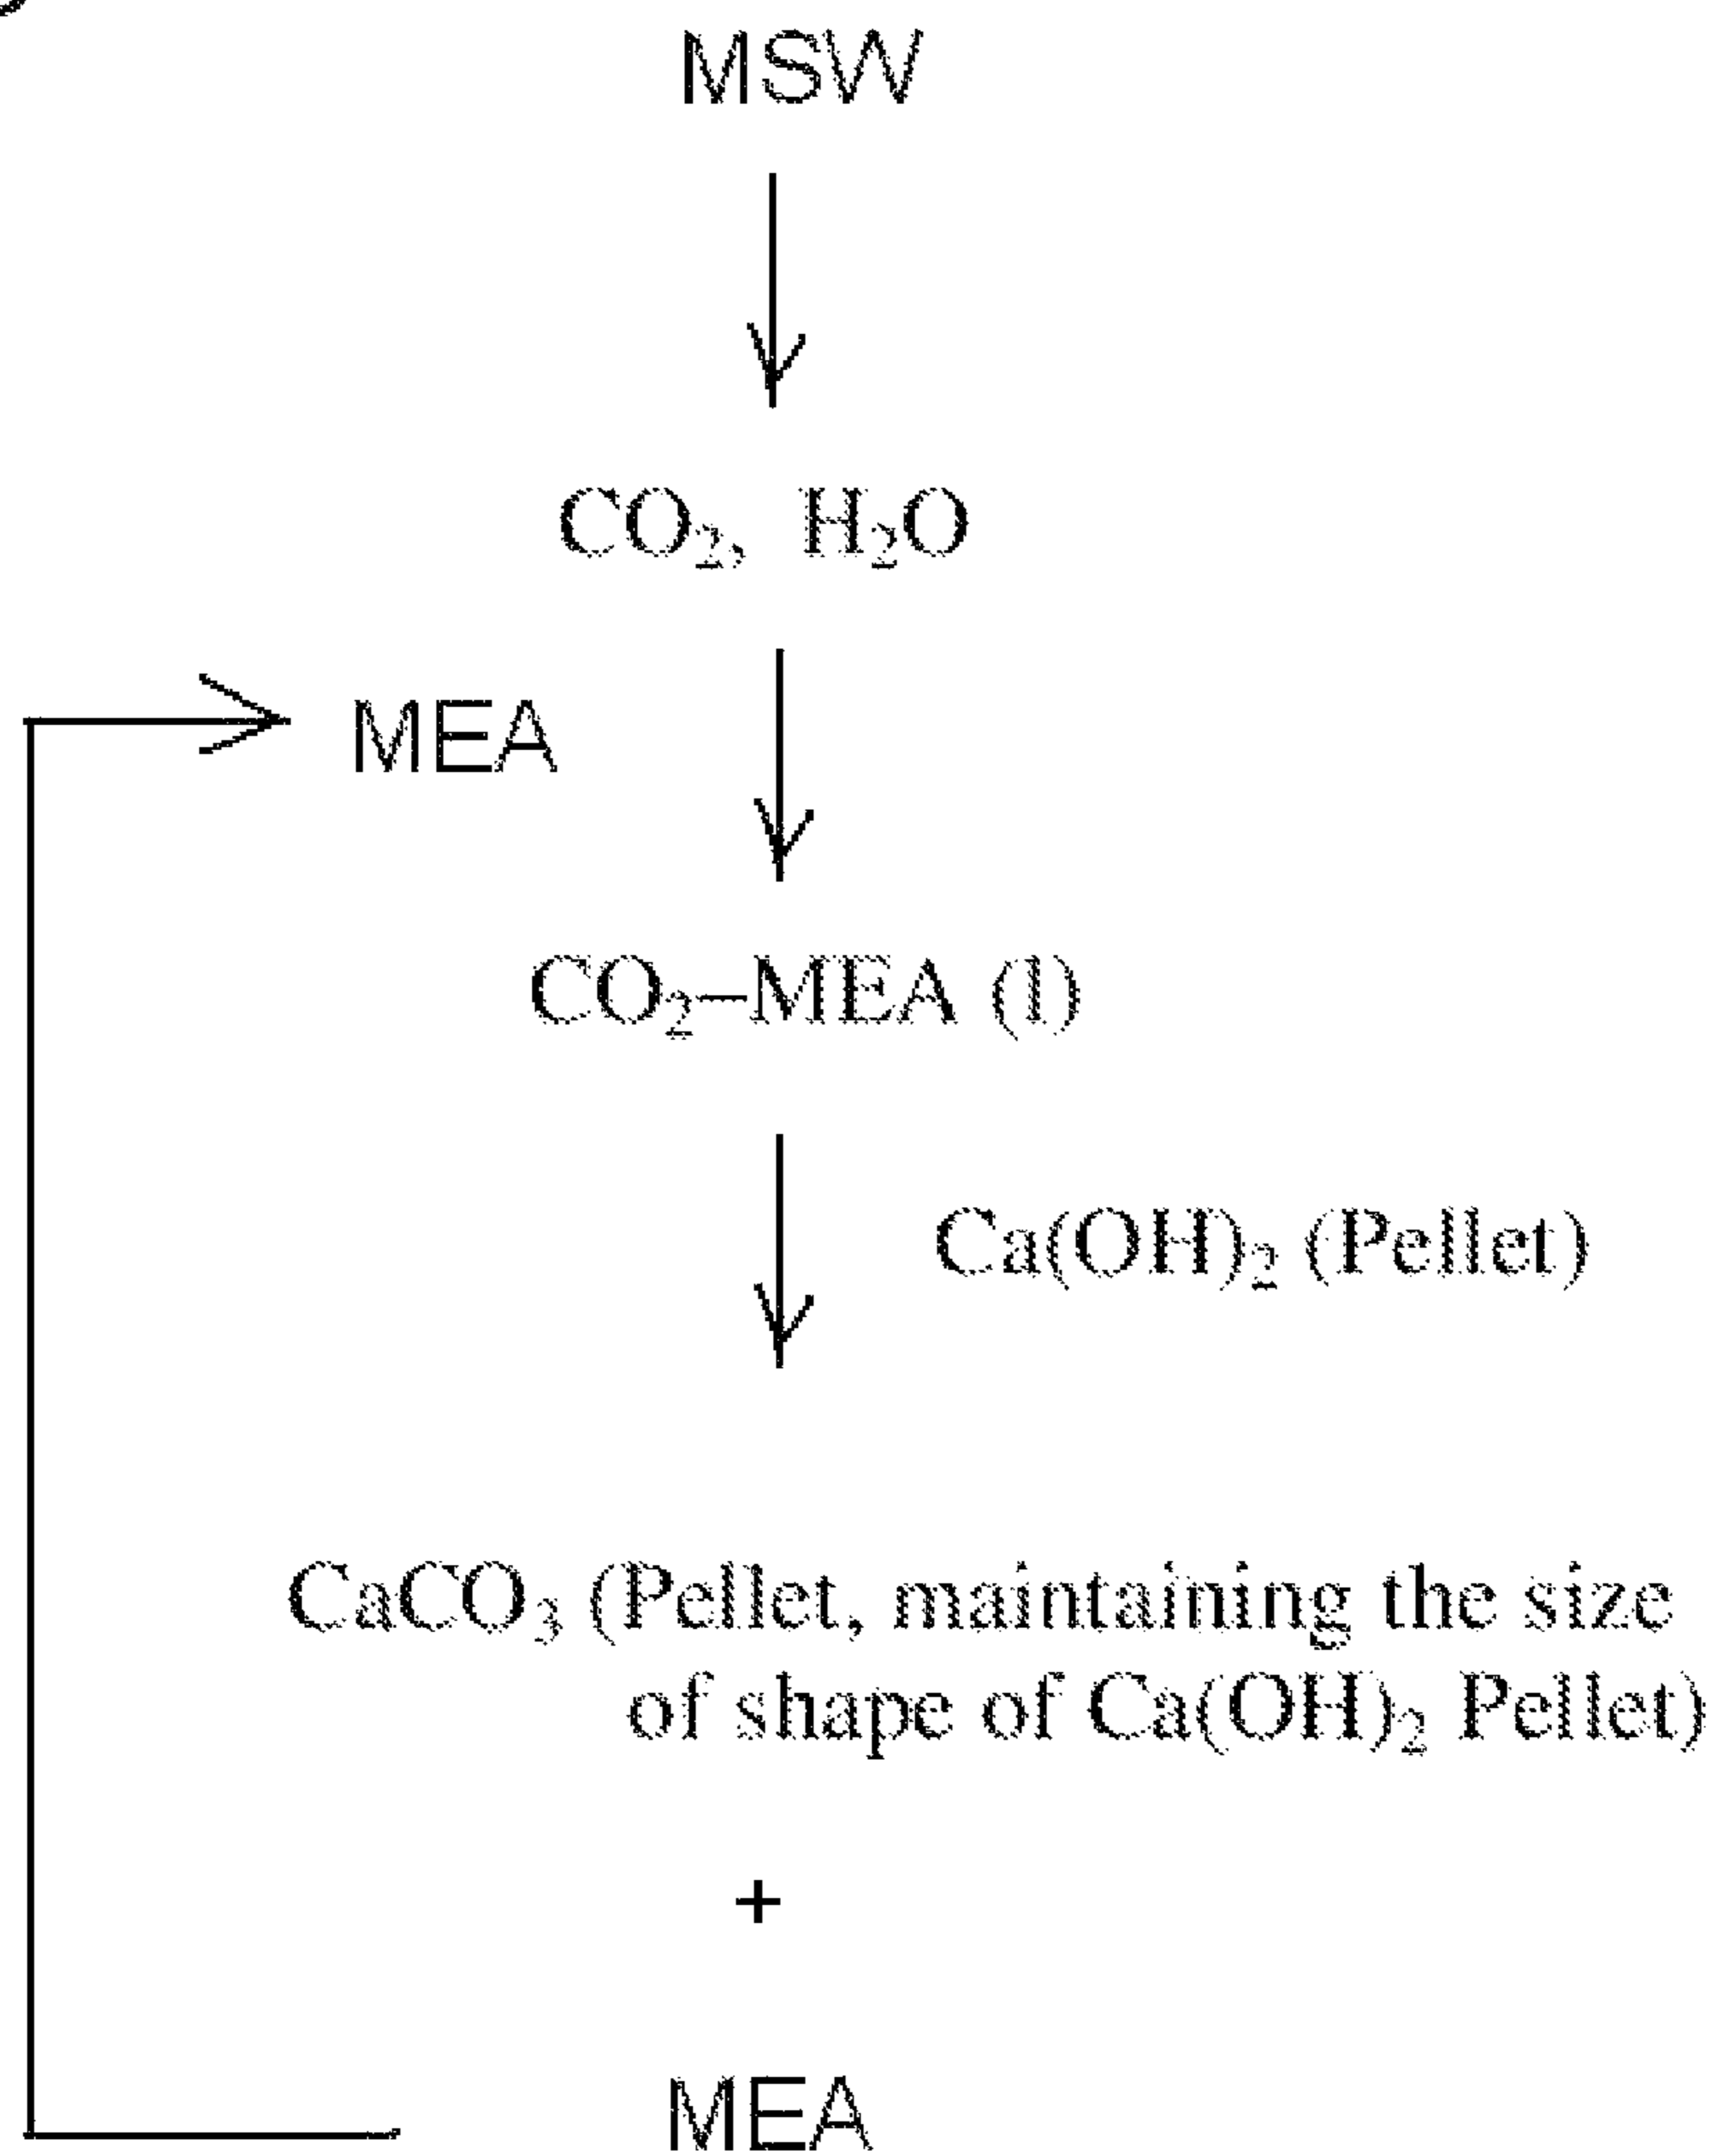 MSW
CO₂, H₂O
MEA
CO₂–MEA (l)
Ca(OH)₂ (Pellet)
CaCO₃ (Pellet, maintaining the size
of shape of Ca(OH)₂ Pellet)
+
MEA